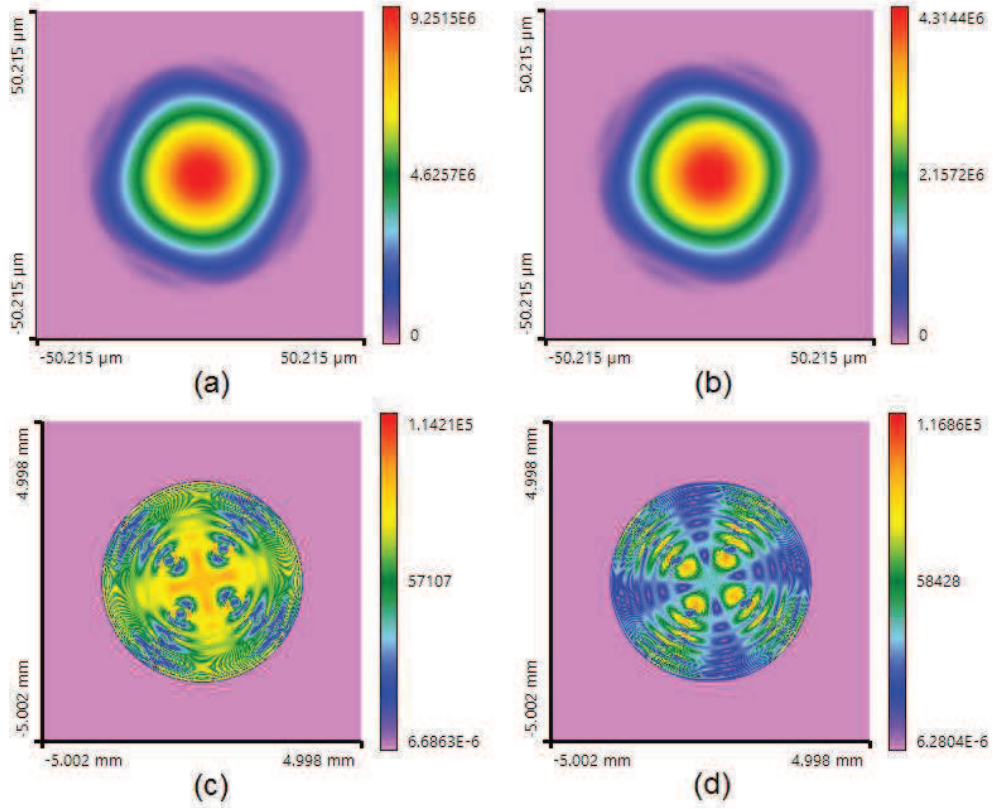 50.215 µm
-50.215 µm
-50.215 µm 50.215 µm
9.2515E6
4.6257E6
0
(a)
50.215 µm
-50.215 µm
-50.215 µm 50.215 µm
4.3144E6
2.1572E6
0
(b)
4.998 mm
-5.002 mm
-5.002 mm 4.998 mm
1.1421E5
57107
6.6863E-6
(c)
4.998 mm
-5.002 mm
-5.002 mm 4.998 mm
1.1686E5
58428
6.2804E-6
(d)